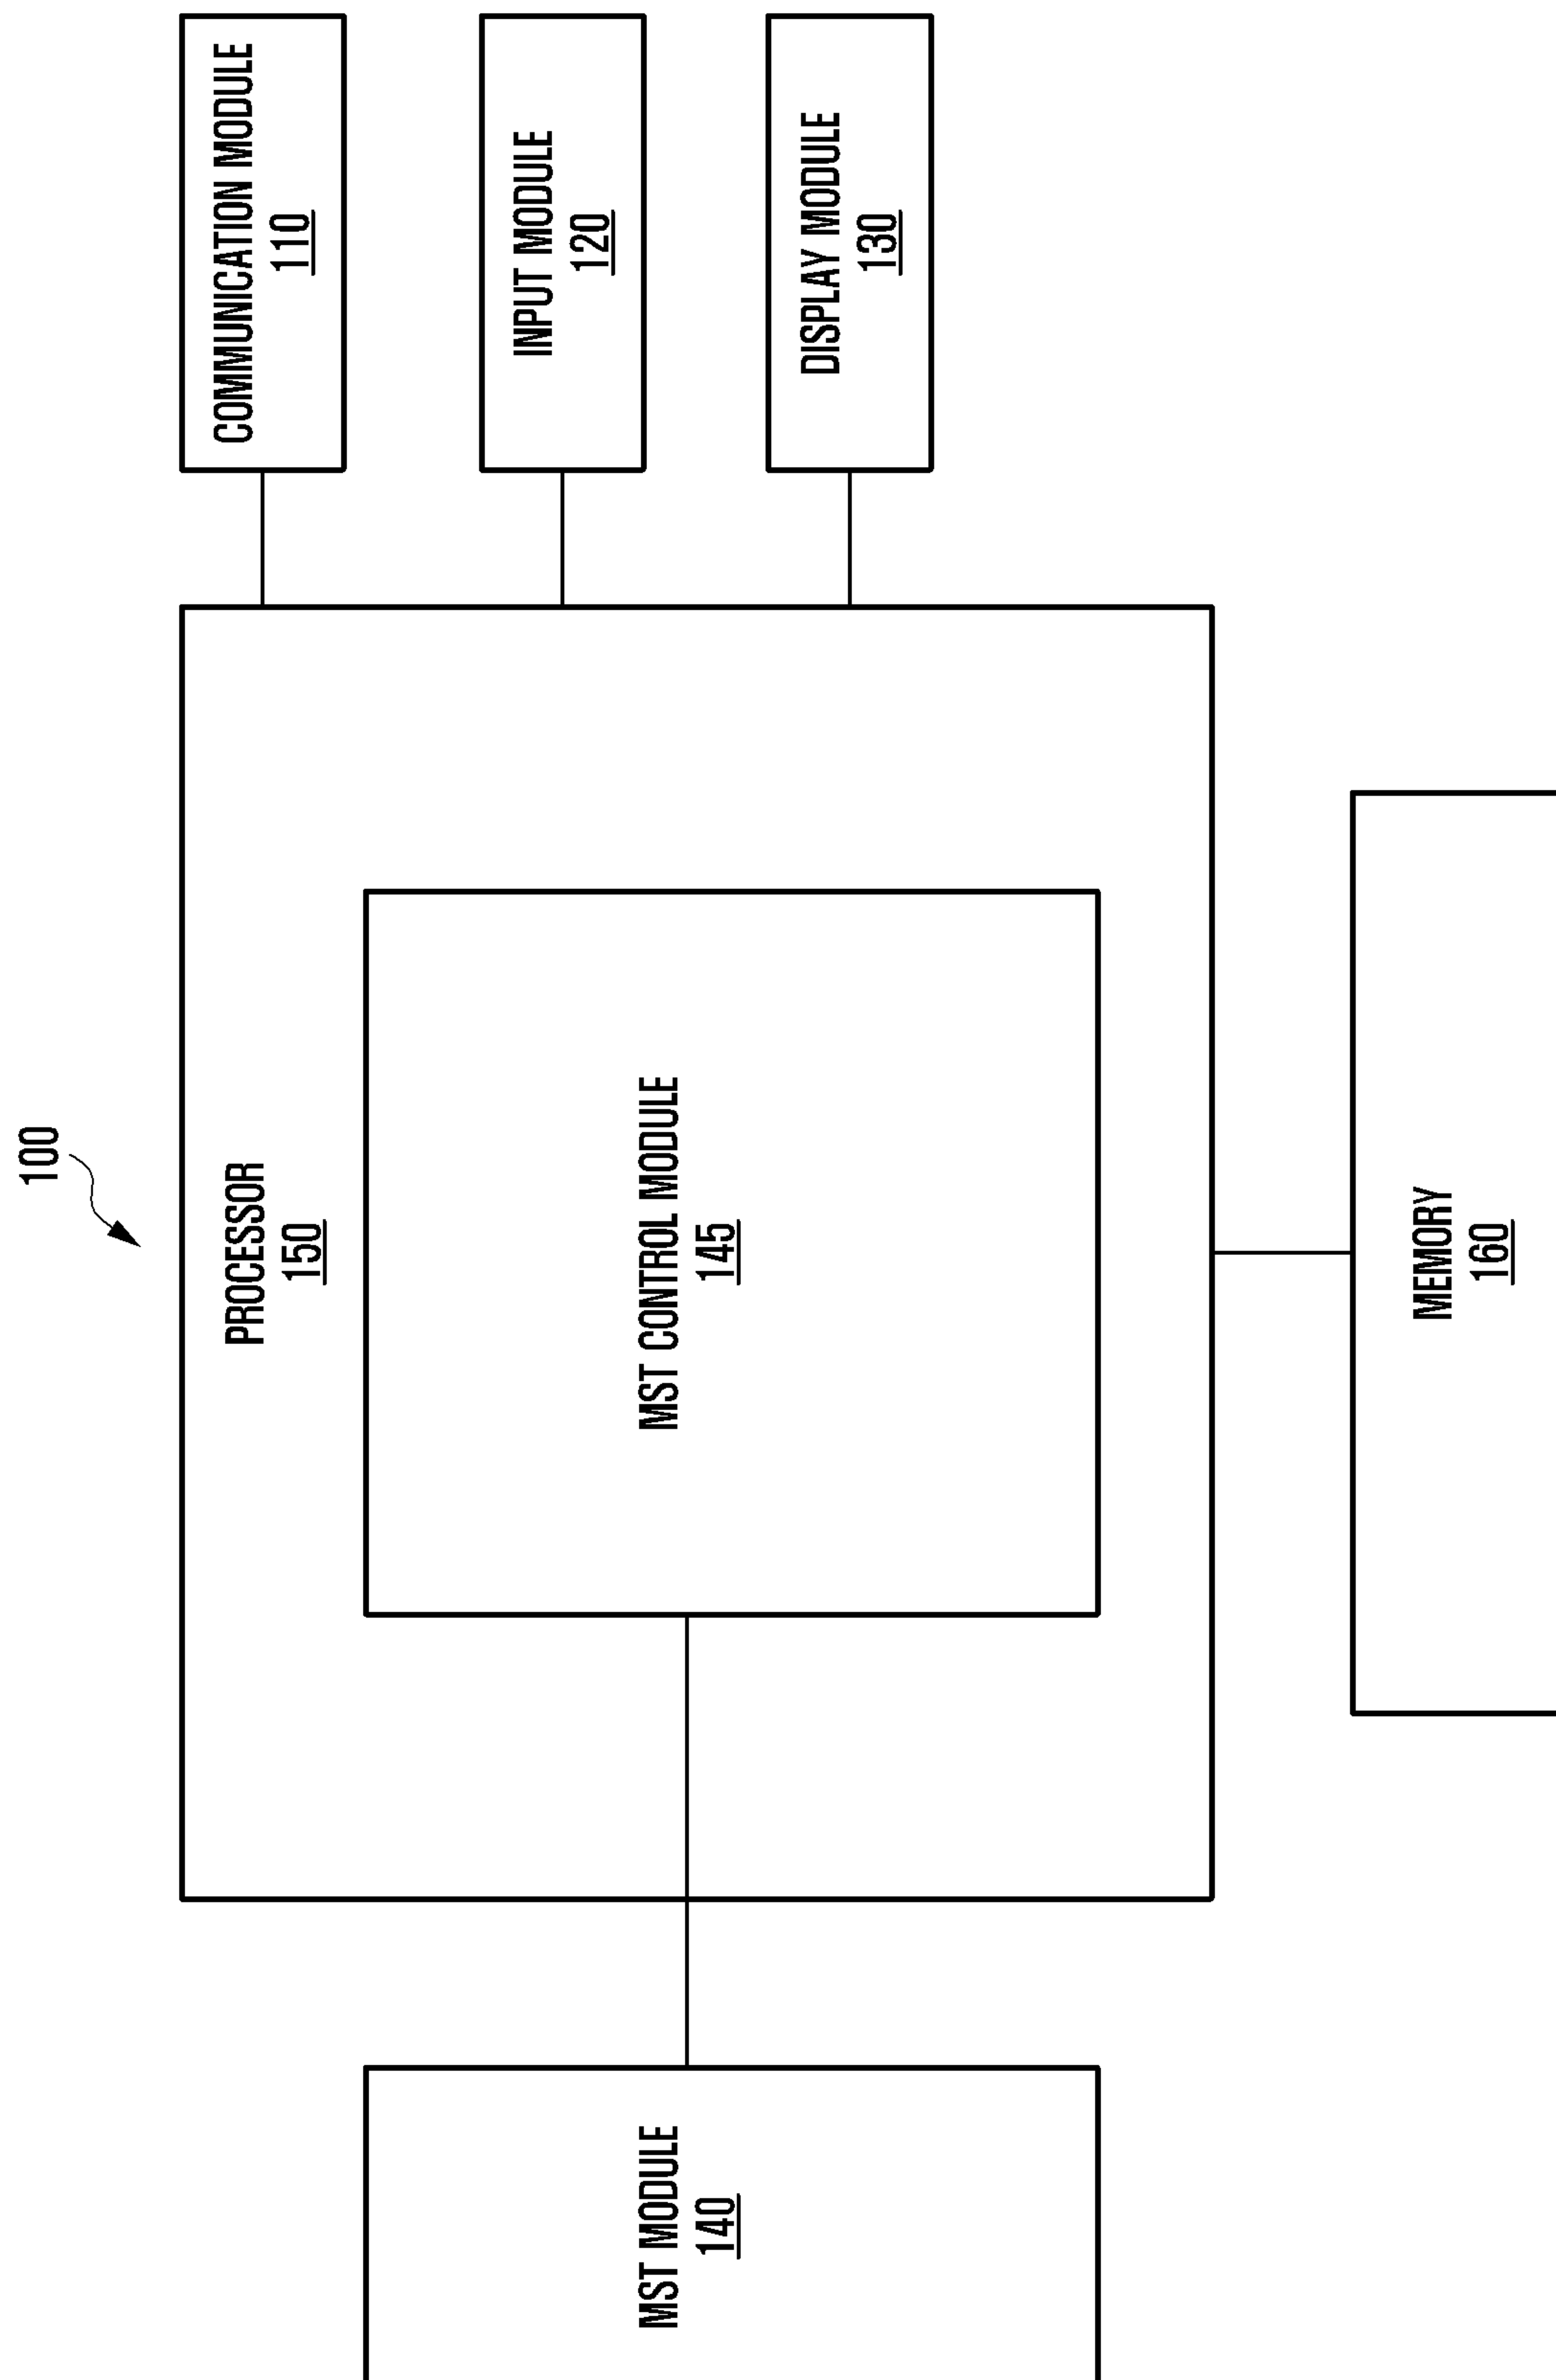 100
PROCESSOR
150
MST MODULE
140
MST CONTROL MODULE
145
COMMUNICATION MODULE
110
INPUT MODULE
120
DISPLAY MODULE
130
MEMORY
160